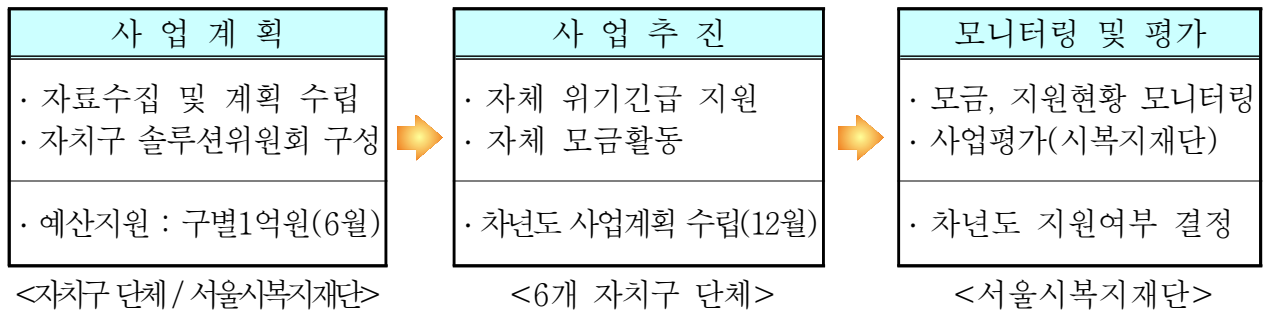 사 업 계 획
· 자료수집 및 계획 수립
· 자치구 솔루션위원회 구성
· 예산지원 : 구별1억원(6월)
<자치구 단체 / 서울시복지재단>
사 업 추 진
· 자체 위기긴급 지원
· 자체 모금활동
· 차년도 사업계획 수립(12월)
<6개 자치구 단체>
모니터링 및 평가
· 모금, 지원현황 모니터링
· 사업평가(시복지재단)
· 차년도 지원여부 결정
<서울시복지재단>